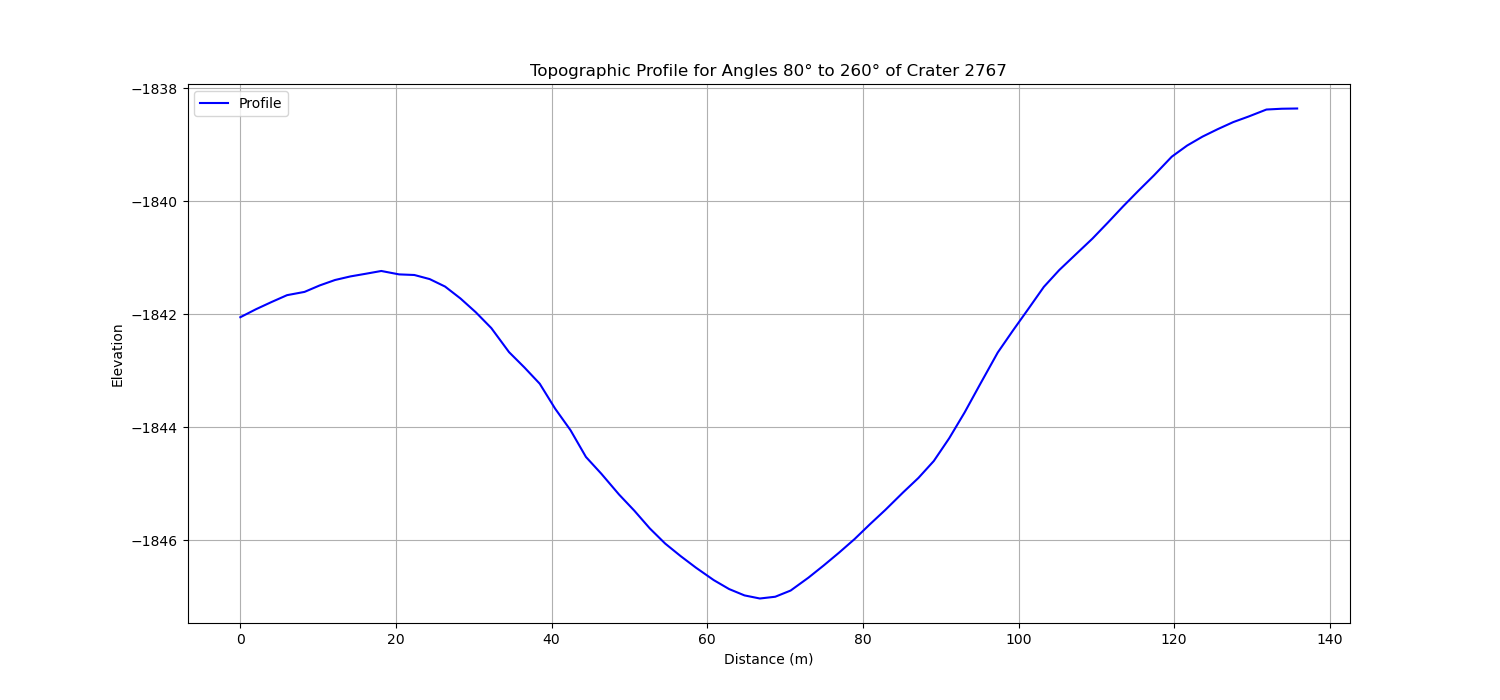 Topographic Profile for Angles 80° to 260° of Crater 2767
Profile
Elevation
−1838
−1840
−1842
−1844
−1846
0 20 40 60 80 100 120 140
Distance (m)